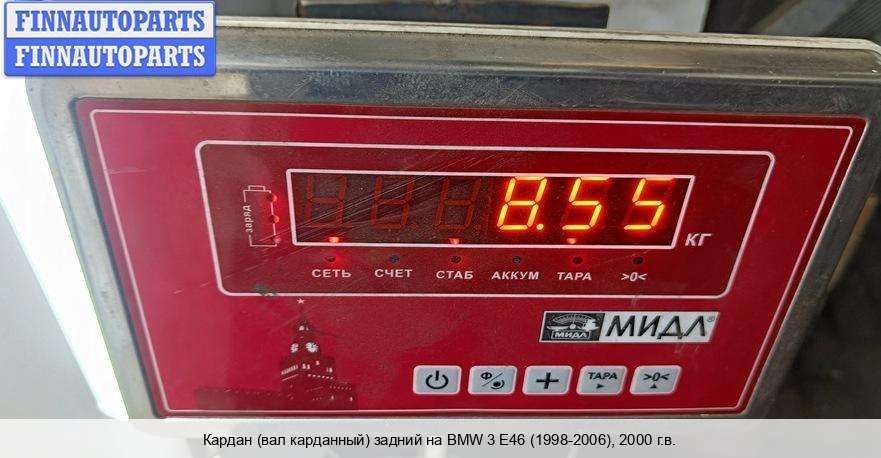 FINNAUTOPARTS
FINNAUTOPARTS
заряд
8.55
КГ
СЕТЬ СЧЕТ СТАБ АККУМ ТАРА >0<
МИДЛ МИДЛ®
Ф + ТАРА >0<
Кардан (вал карданный) задний на BMW 3 E46 (1998-2006), 2000 г.в.